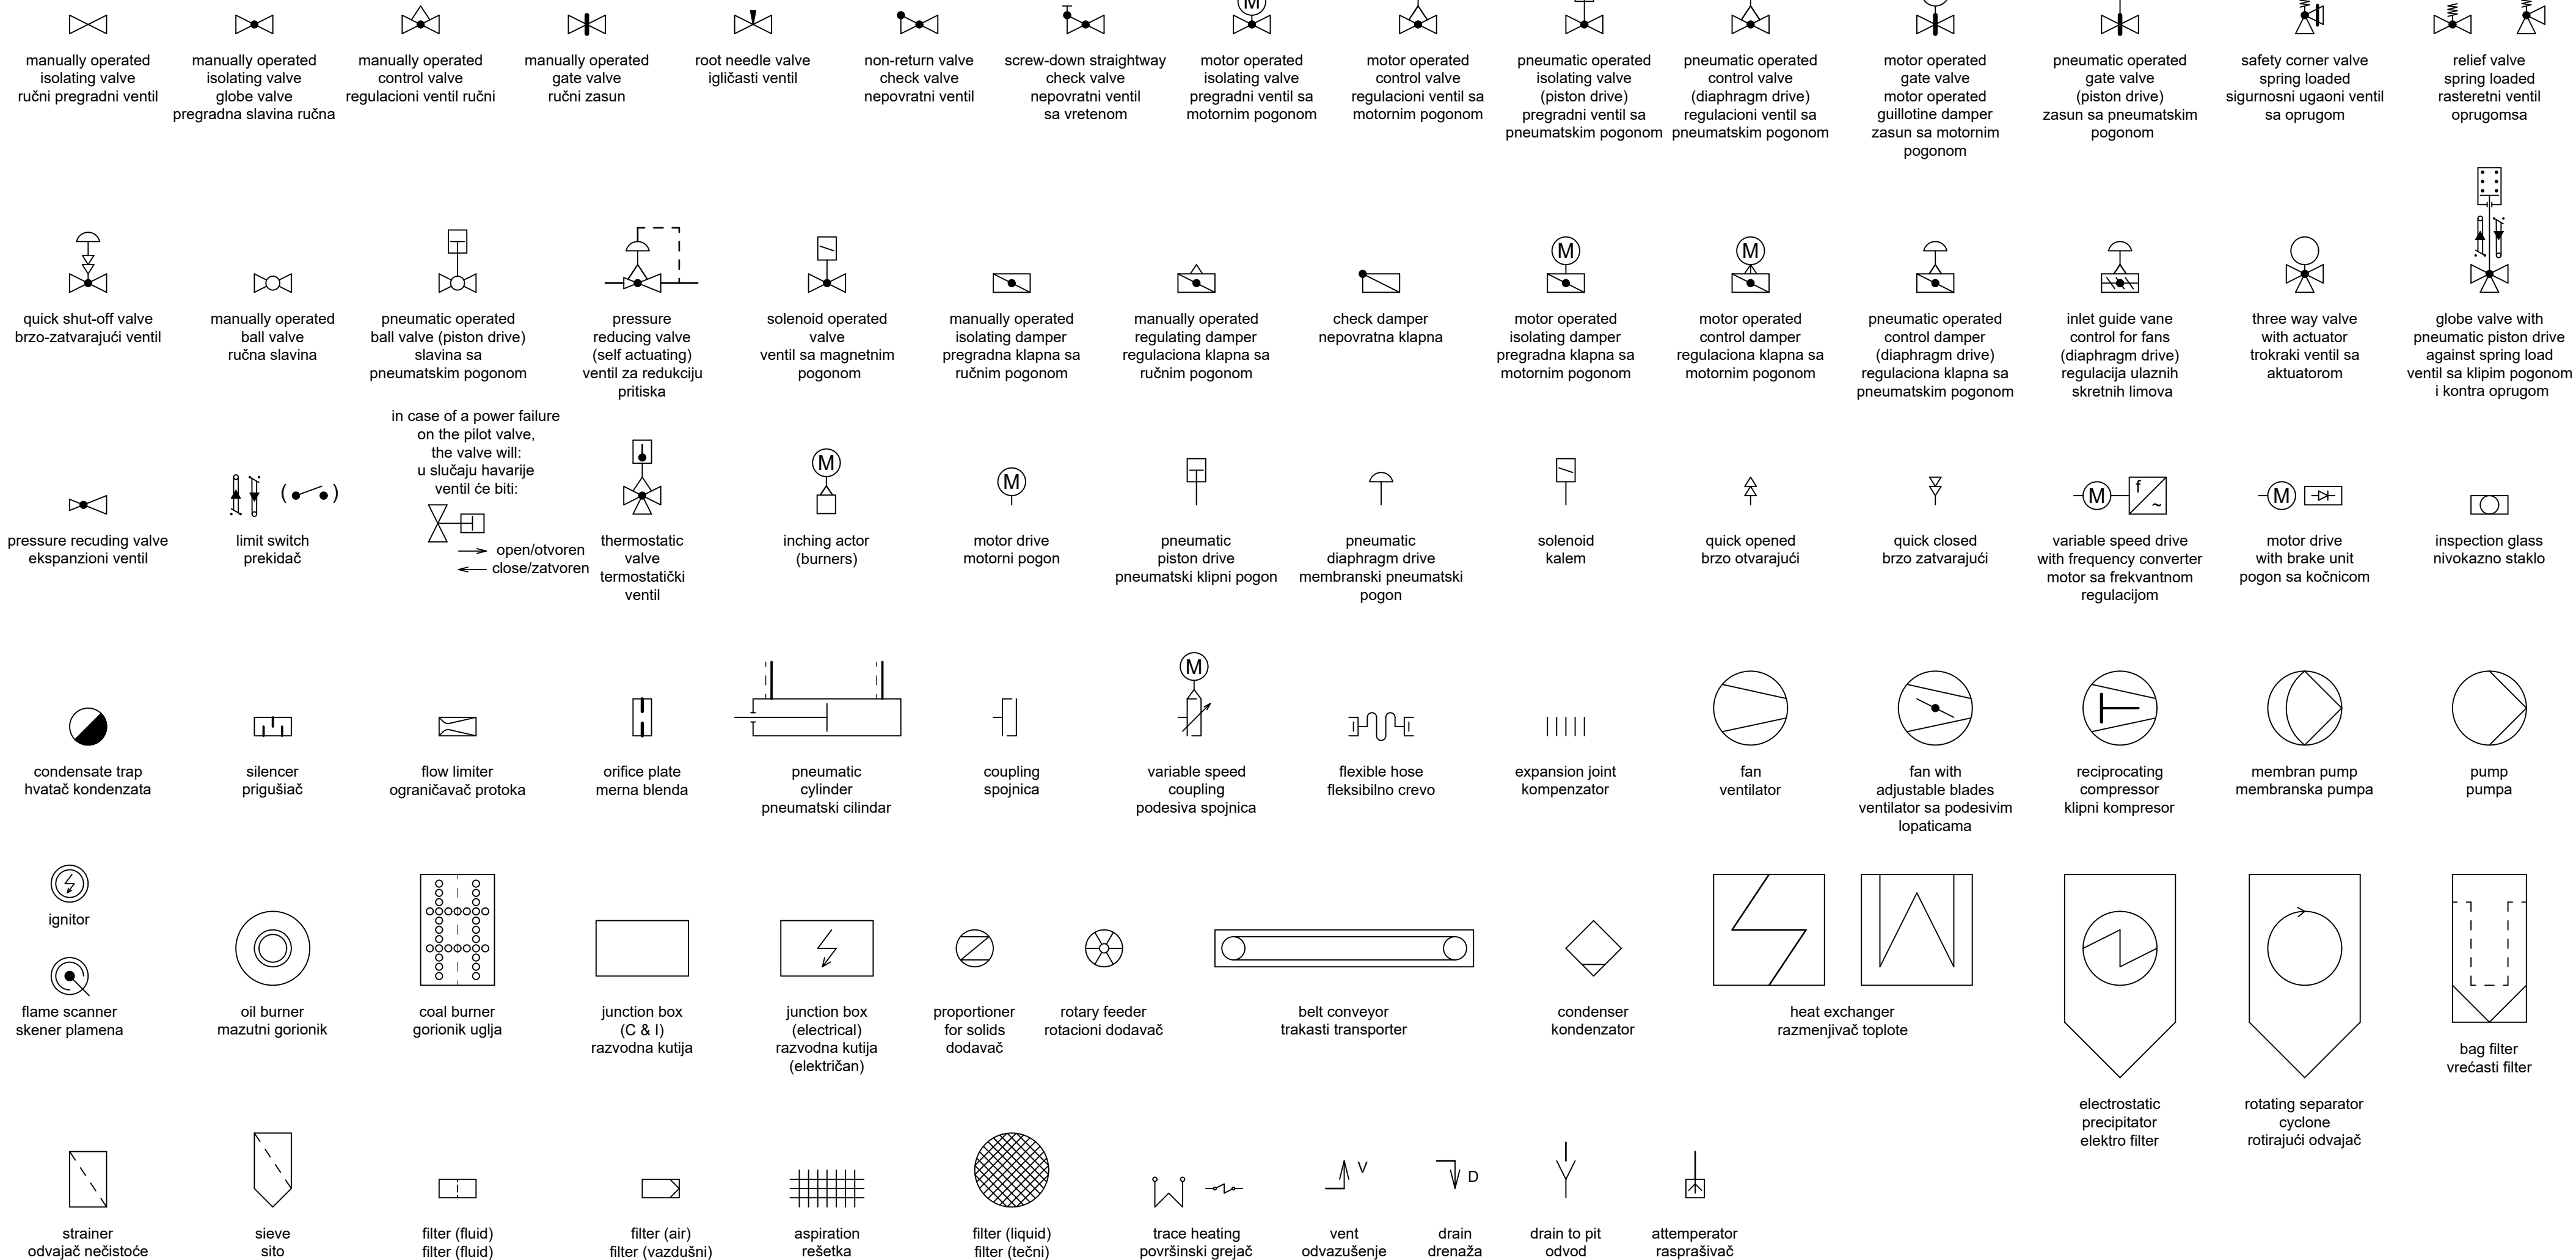 M
manually operated
isolating valve
ručni pregradni ventil
manually operated
isolating valve
globe valve
pregradna slavina ručna
manually operated
control valve
regulacioni ventil ručni
manually operated
gate valve
ručni zasun
root needle valve
igličasti ventil
non-return valve
check valve
nepovratni ventil
screw-down straightway
check valve
nepovratni ventil
sa vretenom
motor operated
isolating valve
pregradni ventil sa
motornim pogonom
motor operated
control valve
regulacioni ventil sa
motornim pogonom
pneumatic operated
isolating valve
(piston drive)
pregradni ventil sa
pneumatskim pogonom
pneumatic operated
control valve
(diaphragm drive)
regulacioni ventil sa
pneumatskim pogonom
motor operated
gate valve
motor operated
guillotine damper
zasun sa motornim
pogonom
pneumatic operated
gate valve
(piston drive)
zasun sa pneumatskim
pogonom
safety corner valve
spring loaded
sigurnosni ugaoni ventil
sa oprugom
relief valve
spring loaded
rasteretni ventil
oprugomsa
M
M
quick shut-off valve
brzo-zatvarajući ventil
manually operated
ball valve
ručna slavina
pneumatic operated
ball valve (piston drive)
slavina sa
pneumatskim pogonom
pressure
reducing valve
(self actuating)
ventil za redukciju
pritiska
solenoid operated
valve
ventil sa magnetnim
pogonom
manually operated
isolating damper
pregradna klapna sa
ručnim pogonom
manually operated
regulating damper
regulaciona klapna sa
ručnim pogonom
check damper
nepovratna klapna
motor operated
isolating damper
pregradna klapna sa
motornim pogonom
motor operated
control damper
regulaciona klapna sa
motornim pogonom
pneumatic operated
control damper
(diaphragm drive)
regulaciona klapna sa
pneumatskim pogonom
inlet guide vane
control for fans
(diaphragm drive)
regulacija ulaznih
skretnih limova
three way valve
with actuator
trokraki ventil sa
aktuatorom
globe valve with
pneumatic piston drive
against spring load
ventil sa klipim pogonom
i kontra oprugom
pressure recuding valve
ekspanzioni ventil
( )
limit switch
prekidač
in case of a power failure
on the pilot valve,
the valve will:
u slučaju havarije
ventil će biti:
open/otvoren
close/zatvoren
thermostatic
valve
termostatički
ventil
M
inching actor
(burners)
M
motor drive
motorni pogon
pneumatic
piston drive
pneumatski klipni pogon
pneumatic
diaphragm drive
membranski pneumatski
pogon
solenoid
kalem
quick opened
brzo otvarajući
quick closed
brzo zatvarajući
M f ~
variable speed drive
with frequency converter
motor sa frekvantnom
regulacijom
M
motor drive
with brake unit
pogon sa kočnicom
inspection glass
nivokazno staklo
condensate trap
hvatač kondenzata
silencer
prigušiač
flow limiter
ograničavač protoka
orifice plate
merna blenda
pneumatic
cylinder
pneumatski cilindar
coupling
spojnica
M
variable speed
coupling
podesiva spojnica
flexible hose
fleksibilno crevo
expansion joint
kompenzator
fan
ventilator
fan with
adjustable blades
ventilator sa podesivim
lopaticama
reciprocating
compressor
klipni kompresor
membran pump
membranska pumpa
pump
pumpa
ignitor
flame scanner
skener plamena
oil burner
mazutni gorionik
coal burner
gorionik uglja
junction box
(C & I)
razvodna kutija
junction box
(electrical)
razvodna kutija
(električan)
proportioner
for solids
dodavač
rotary feeder
rotacioni dodavač
belt conveyor
trakasti transporter
condenser
kondenzator
heat exchanger
razmenjivač toplote
electrostatic
precipitator
elektro filter
rotating separator
cyclone
rotirajući odvajač
bag filter
vrećasti filter
strainer
odvajač nečistoće
sieve
sito
filter (fluid)
filter (fluid)
filter (air)
filter (vazdušni)
aspiration
rešetka
filter (liquid)
filter (tečni)
trace heating
površinski grejač
V
vent
odvazušenje
D
drain
drenaža
drain to pit
odvod
attemperator
rasprašivač